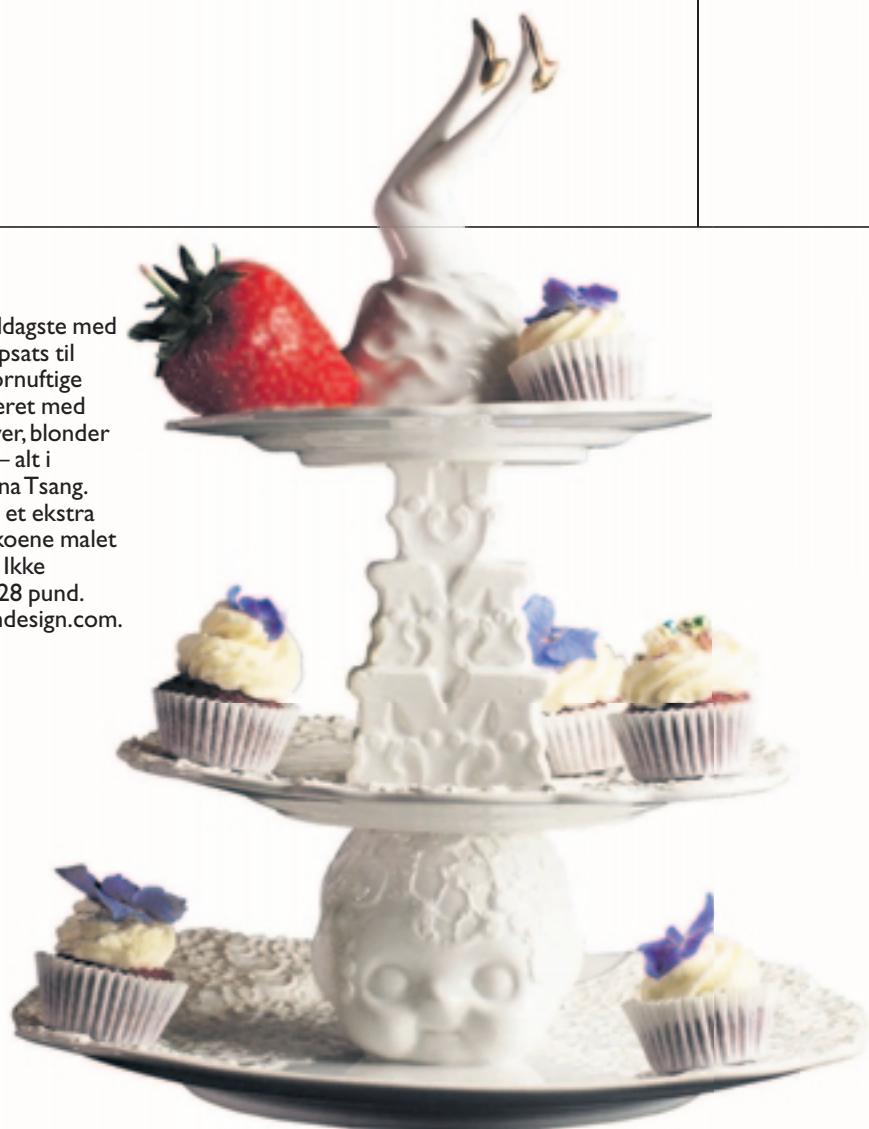 ldagste med
psats til
ornuftige
eret med
er, blonder
– alt i
na Tsang.
et ekstra
koene malet
Ikke
28 pund.
ndesign.com.